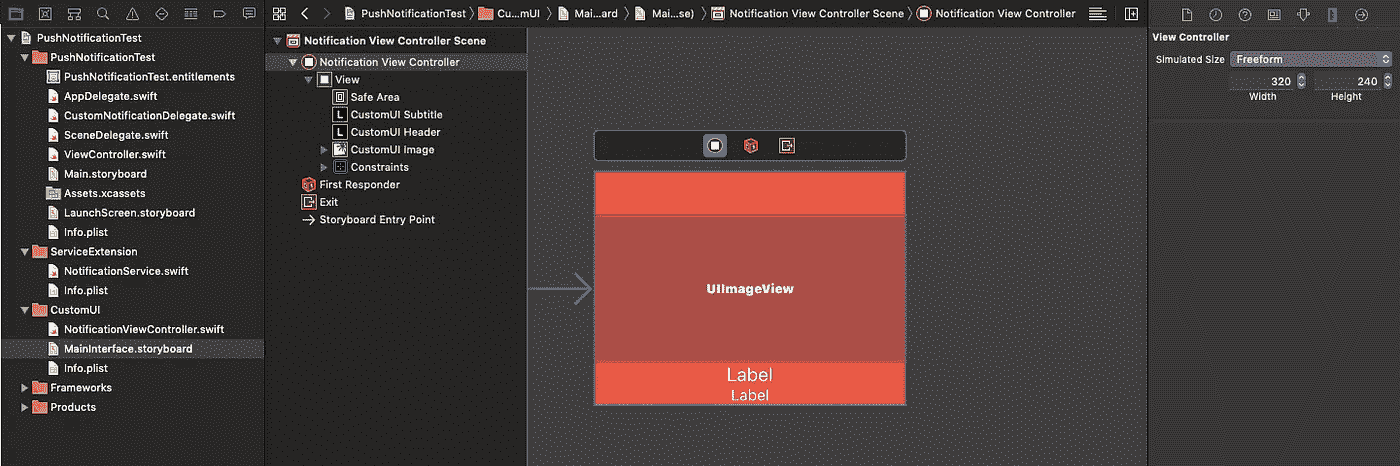 PushNotificationTest
Cu...mUI
Mai...ard
Mai...se)
Notification View Controller Scene
Notification View Controller
PushNotificationTest
PushNotificationTest
PushNotificationTest.entitlements
AppDelegate.swift
CustomNotificationDelegate.swift
SceneDelegate.swift
ViewController.swift
Main.storyboard
Assets.xcassets
LaunchScreen.storyboard
Info.plist
ServiceExtension
NotificationService.swift
Info.plist
CustomUI
NotificationViewController.swift
MainInterface.storyboard
Info.plist
Frameworks
Products
Notification View Controller Scene
Notification View Controller
View
Safe Area
L CustomUI Subtitle
L CustomUI Header
CustomUI Image
Constraints
First Responder
Exit
Storyboard Entry Point
UIImageView
Label
Label
View Controller
Simulated Size Freeform
320 240
Width Height